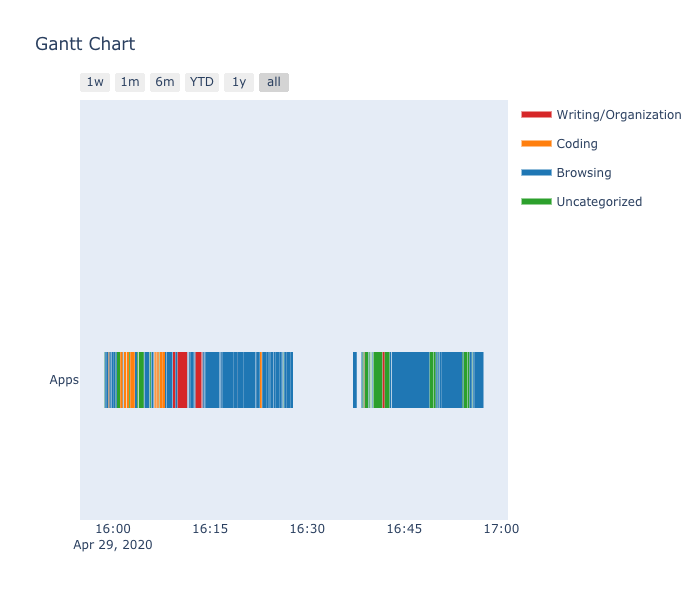 Gantt Chart
1w 1m 6m YTD 1y all
Writing/Organization
Coding
Browsing
Uncategorized
Apps
16:00 16:15 16:30 16:45 17:00
Apr 29, 2020